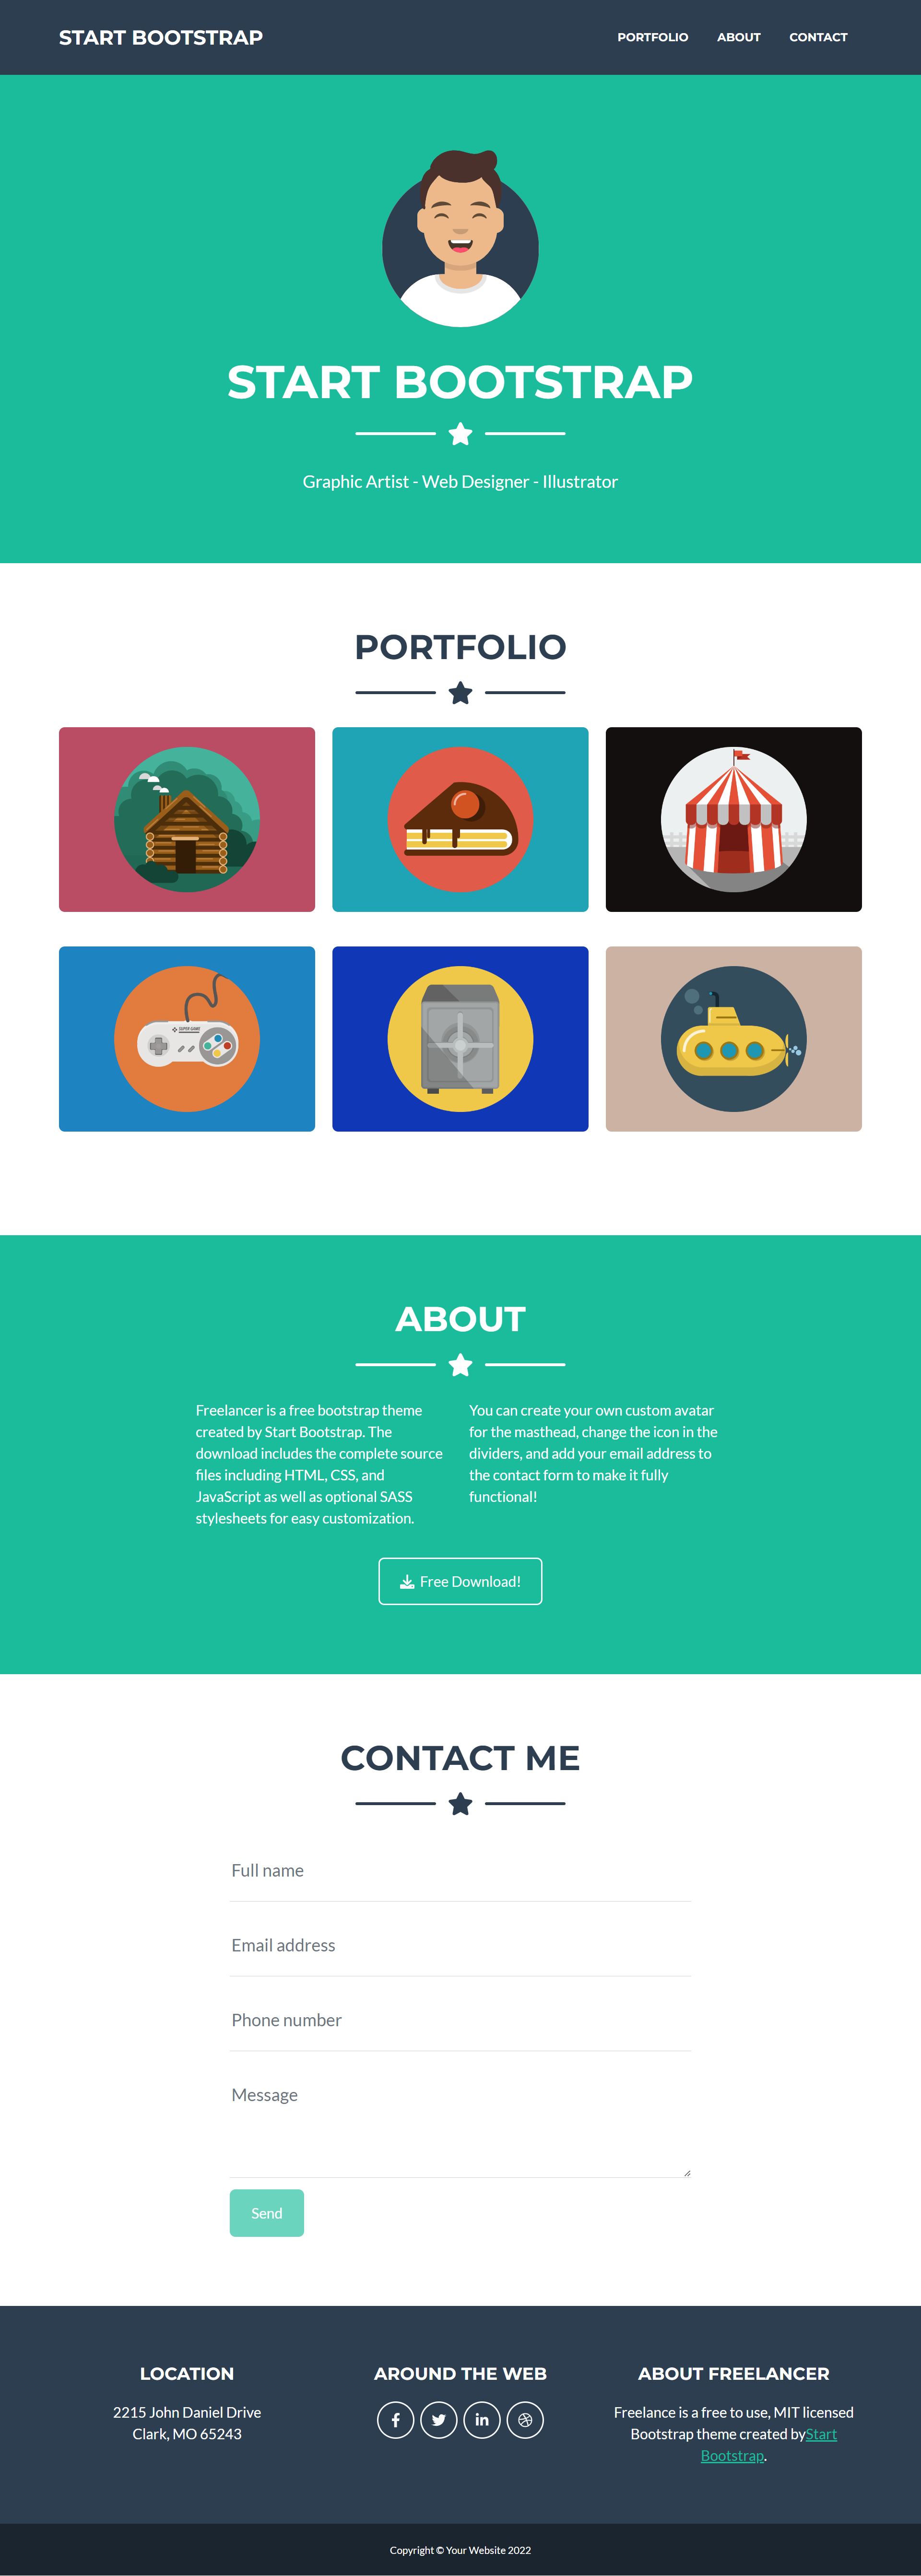 START BOOTSTRAP
PORTFOLIO
ABOUT
CONTACT
START BOOTSTRAP
Graphic Artist - Web Designer - Illustrator
PORTFOLIO
SUPER GAME
ABOUT
Freelancer is a free bootstrap theme
created by Start Bootstrap. The
download includes the complete source
files including HTML, CSS, and
JavaScript as well as optional SASS
stylesheets for easy customization.
You can create your own custom avatar
for the masthead, change the icon in the
dividers, and add your email address to
the contact form to make it fully
functional!
Free Download!
CONTACT ME
Full name
Email address
Phone number
Message
Send
LOCATION
2215 John Daniel Drive
Clark, MO 65243
AROUND THE WEB
ABOUT FREELANCER
Freelance is a free to use, MIT licensed
Bootstrap theme created byStart
Bootstrap.
Copyright © Your Website 2022